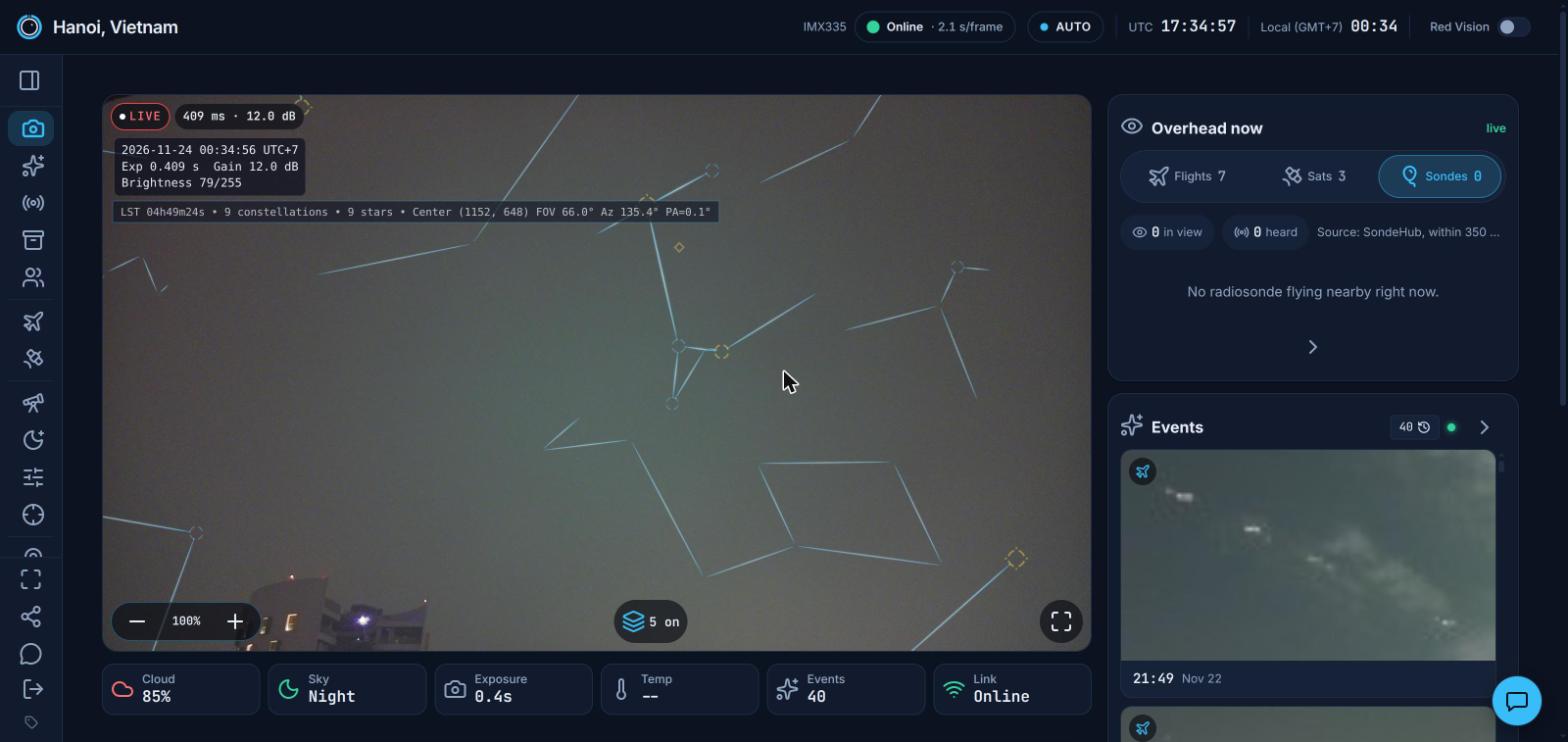 Hanoi, Vietnam
IMX335
Online · 2.1 s/frame
AUTO
UTC 17:34:57
Local (GMT+7) 00:34
Red Vision
LIVE
409 ms · 12.0 dB
2026-11-24 00:34:56 UTC+7
Exp 0.409 s Gain 12.0 dB
Brightness 79/255
LST 04h49m24s • 9 constellations • 9 stars • Center (1152, 648) FOV 66.0° Az 135.4° PA=0.1°
100%
5 on
Cloud
85%
Sky
Night
Exposure
0.4s
Temp
--
Events
40
Link
Online
Overhead now
live
Flights 7
Sats 3
Sondes 0
0 in view
0 heard
Source: SondeHub, within 350 ...
No radiosonde flying nearby right now.
Events
40
21:49 Nov 22